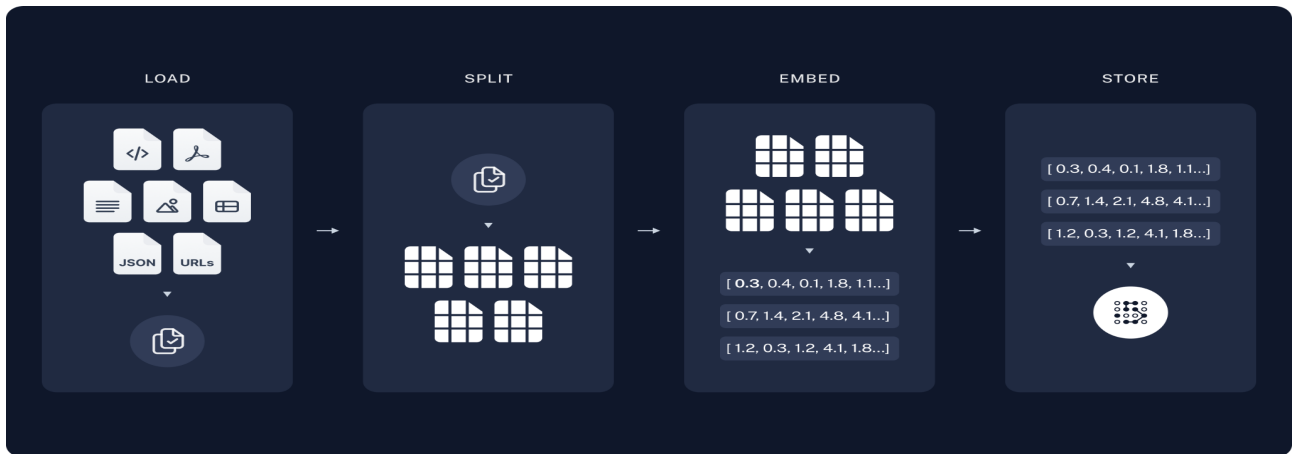 LOAD
SPLIT
EMBED
STORE
</>
JSON
URLs
[ 0.3, 0.4, 0.1, 1.8, 1.1...]
[ 0.7, 1.4, 2.1, 4.8, 4.1...]
[ 1.2, 0.3, 1.2, 4.1, 1.8...]
[ 0.3, 0.4, 0.1, 1.8, 1.1...]
[ 0.7, 1.4, 2.1, 4.8, 4.1...]
[ 1.2, 0.3, 1.2, 4.1, 1.8...]